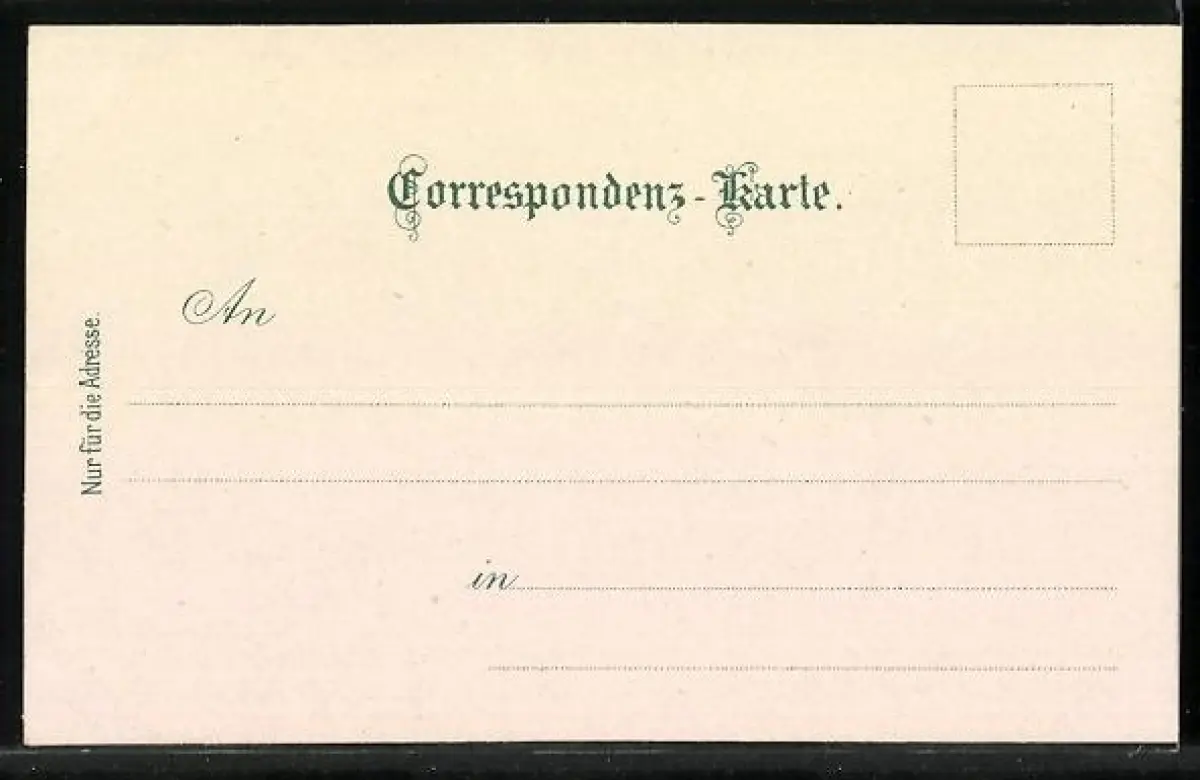 Correspondenz-Karte.
An
Nur für die Adresse.
in